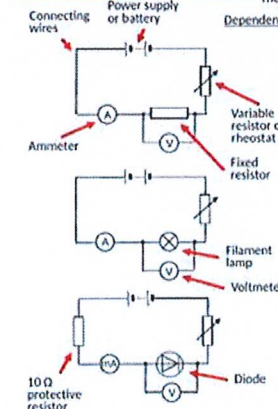 Connecting
wires
Power supply
or battery
Dependen
A
V
Variable
resistor o
rheostat
Ammeter
Fixed
resistor
A
V
Filament
lamp
Voltmete
10 Ω
protective
resistor
mA
V
Diode